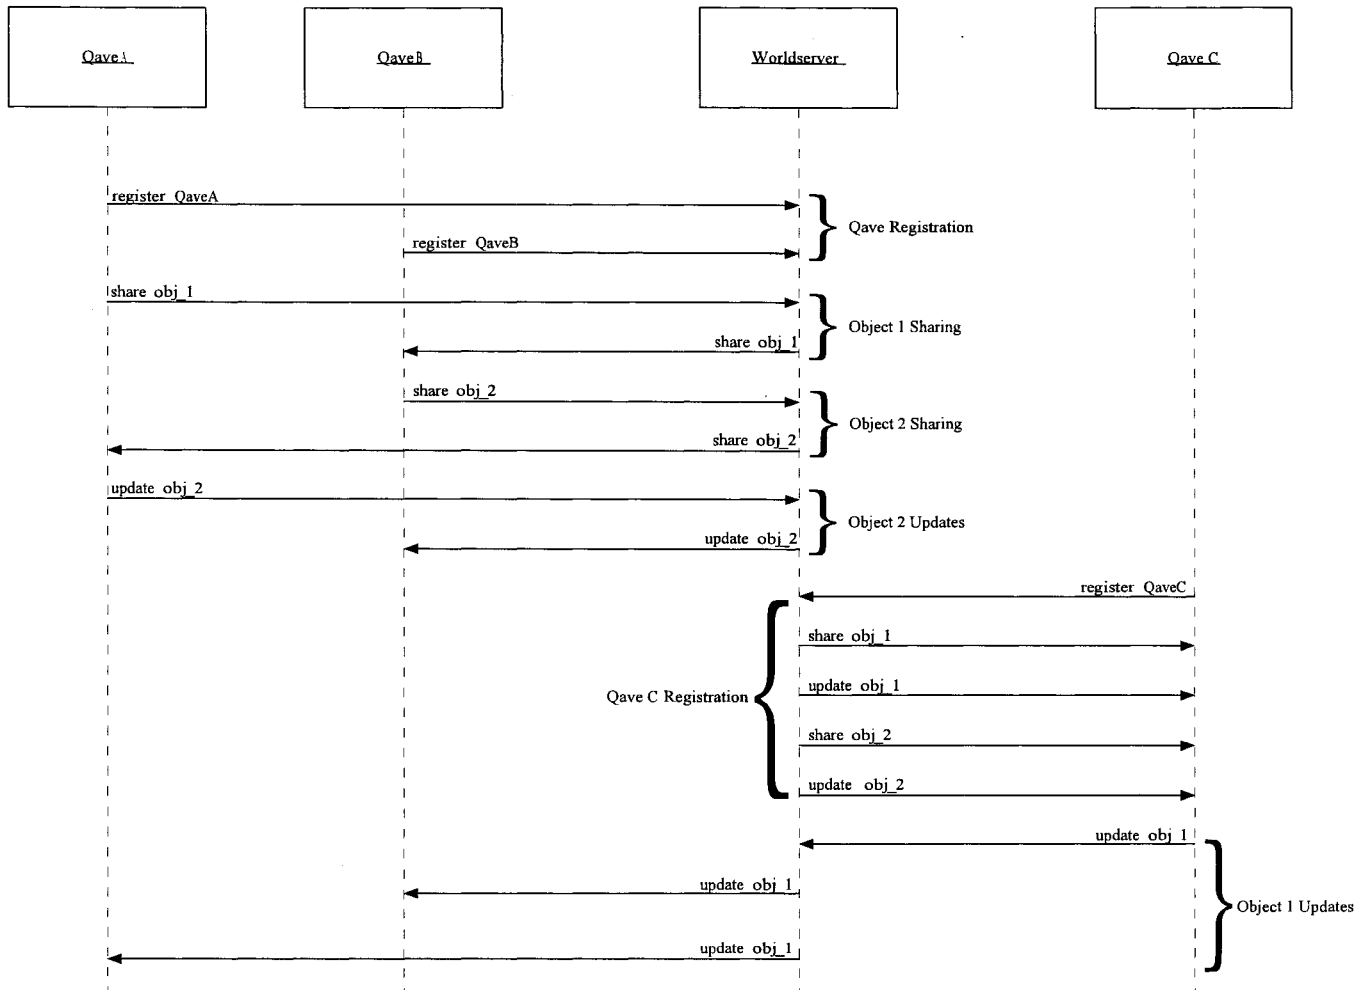 QaveA
QaveB
Worldserver
Qave C
register QaveA
Qave Registration
register QaveB
share obj_1
Object 1 Sharing
share obj_1
share obj_2
Object 2 Sharing
share obj_2
update obj_2
Object 2 Updates
update obj_2
register QaveC
share obj_1
update obj_1
Qave C Registration
share obj_2
update obj_2
update obj_1
update obj_1
Object 1 Updates
update obj_1